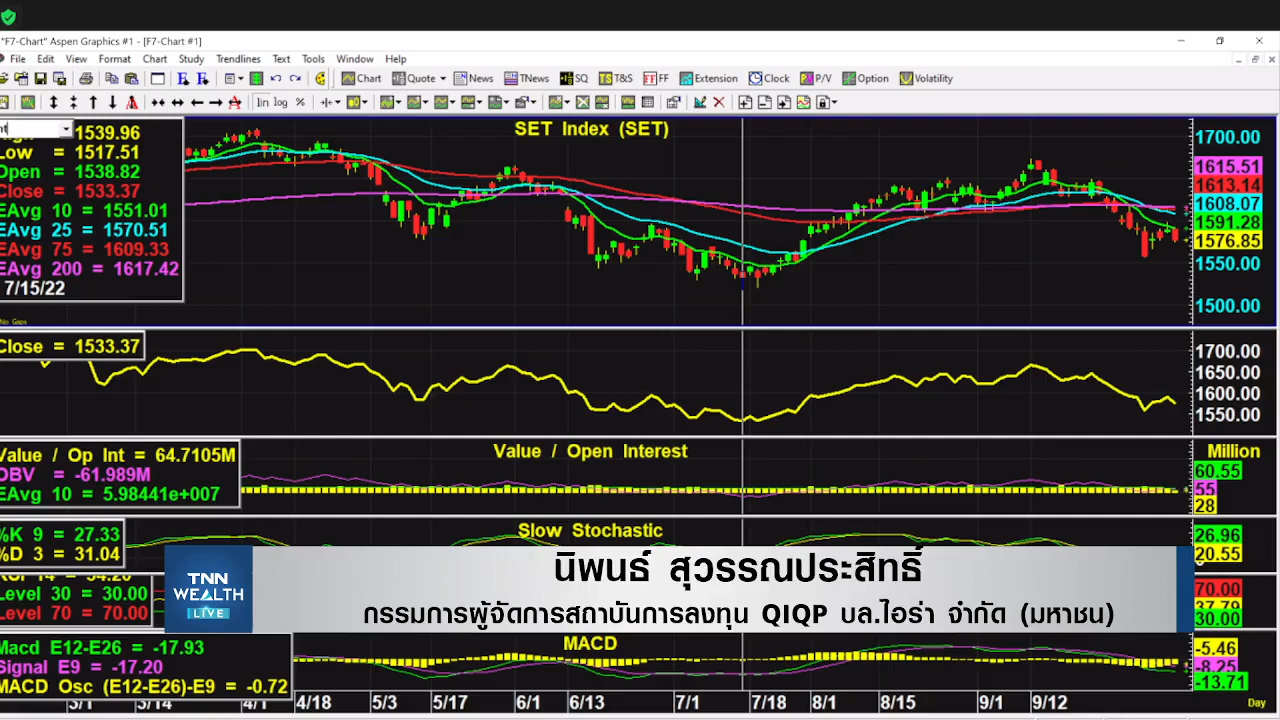 "F7-Chart" Aspen Graphics #1 - [F7-Chart #1]
File Edit View Format Chart Study Trendlines Text Tools Window Help
Chart Quote News TNews SQ T&S FF Extension Clock P/V Option Volatility
lin log %
SET Index (SET)
= 1539.96
Low = 1517.51
Open = 1538.82
Close = 1533.37
EAvg 10 = 1551.01
EAvg 25 = 1570.51
EAvg 75 = 1609.33
EAvg 200 = 1617.42
7/15/22
No Gaps
1700.00
1615.51
1613.14
1608.07
1591.28
1576.85
1550.00
1500.00
Close = 1533.37
1700.00
1650.00
1600.00
1550.00
Value / Open Interest
Value / Op Int = 64.7105M
OBV = -61.989M
EAvg 10 = 5.98441e+007
Million
60.55
55
28
Slow Stochastic
%K 9 = 27.33
%D 3 = 31.04
26.96
20.55
RSI 14 = 34.20
Level 30 = 30.00
Level 70 = 70.00
70.00
37.79
30.00
TNN
WEALTH
LIVE
นิพนธ์ สุวรรณประสิทธิ์
กรรมการผู้จัดการสถาบันการลงทุน QIQP บล.ไอร่า จำกัด (มหาชน)
MACD
Macd E12-E26 = -17.93
Signal E9 = -17.20
MACD Osc (E12-E26)-E9 = -0.72
-5.46
-8.25
-13.71
3/1 3/14 4/1 4/18 5/3 5/17 6/1 6/13 7/1 7/18 8/1 8/15 9/1 9/12 Day